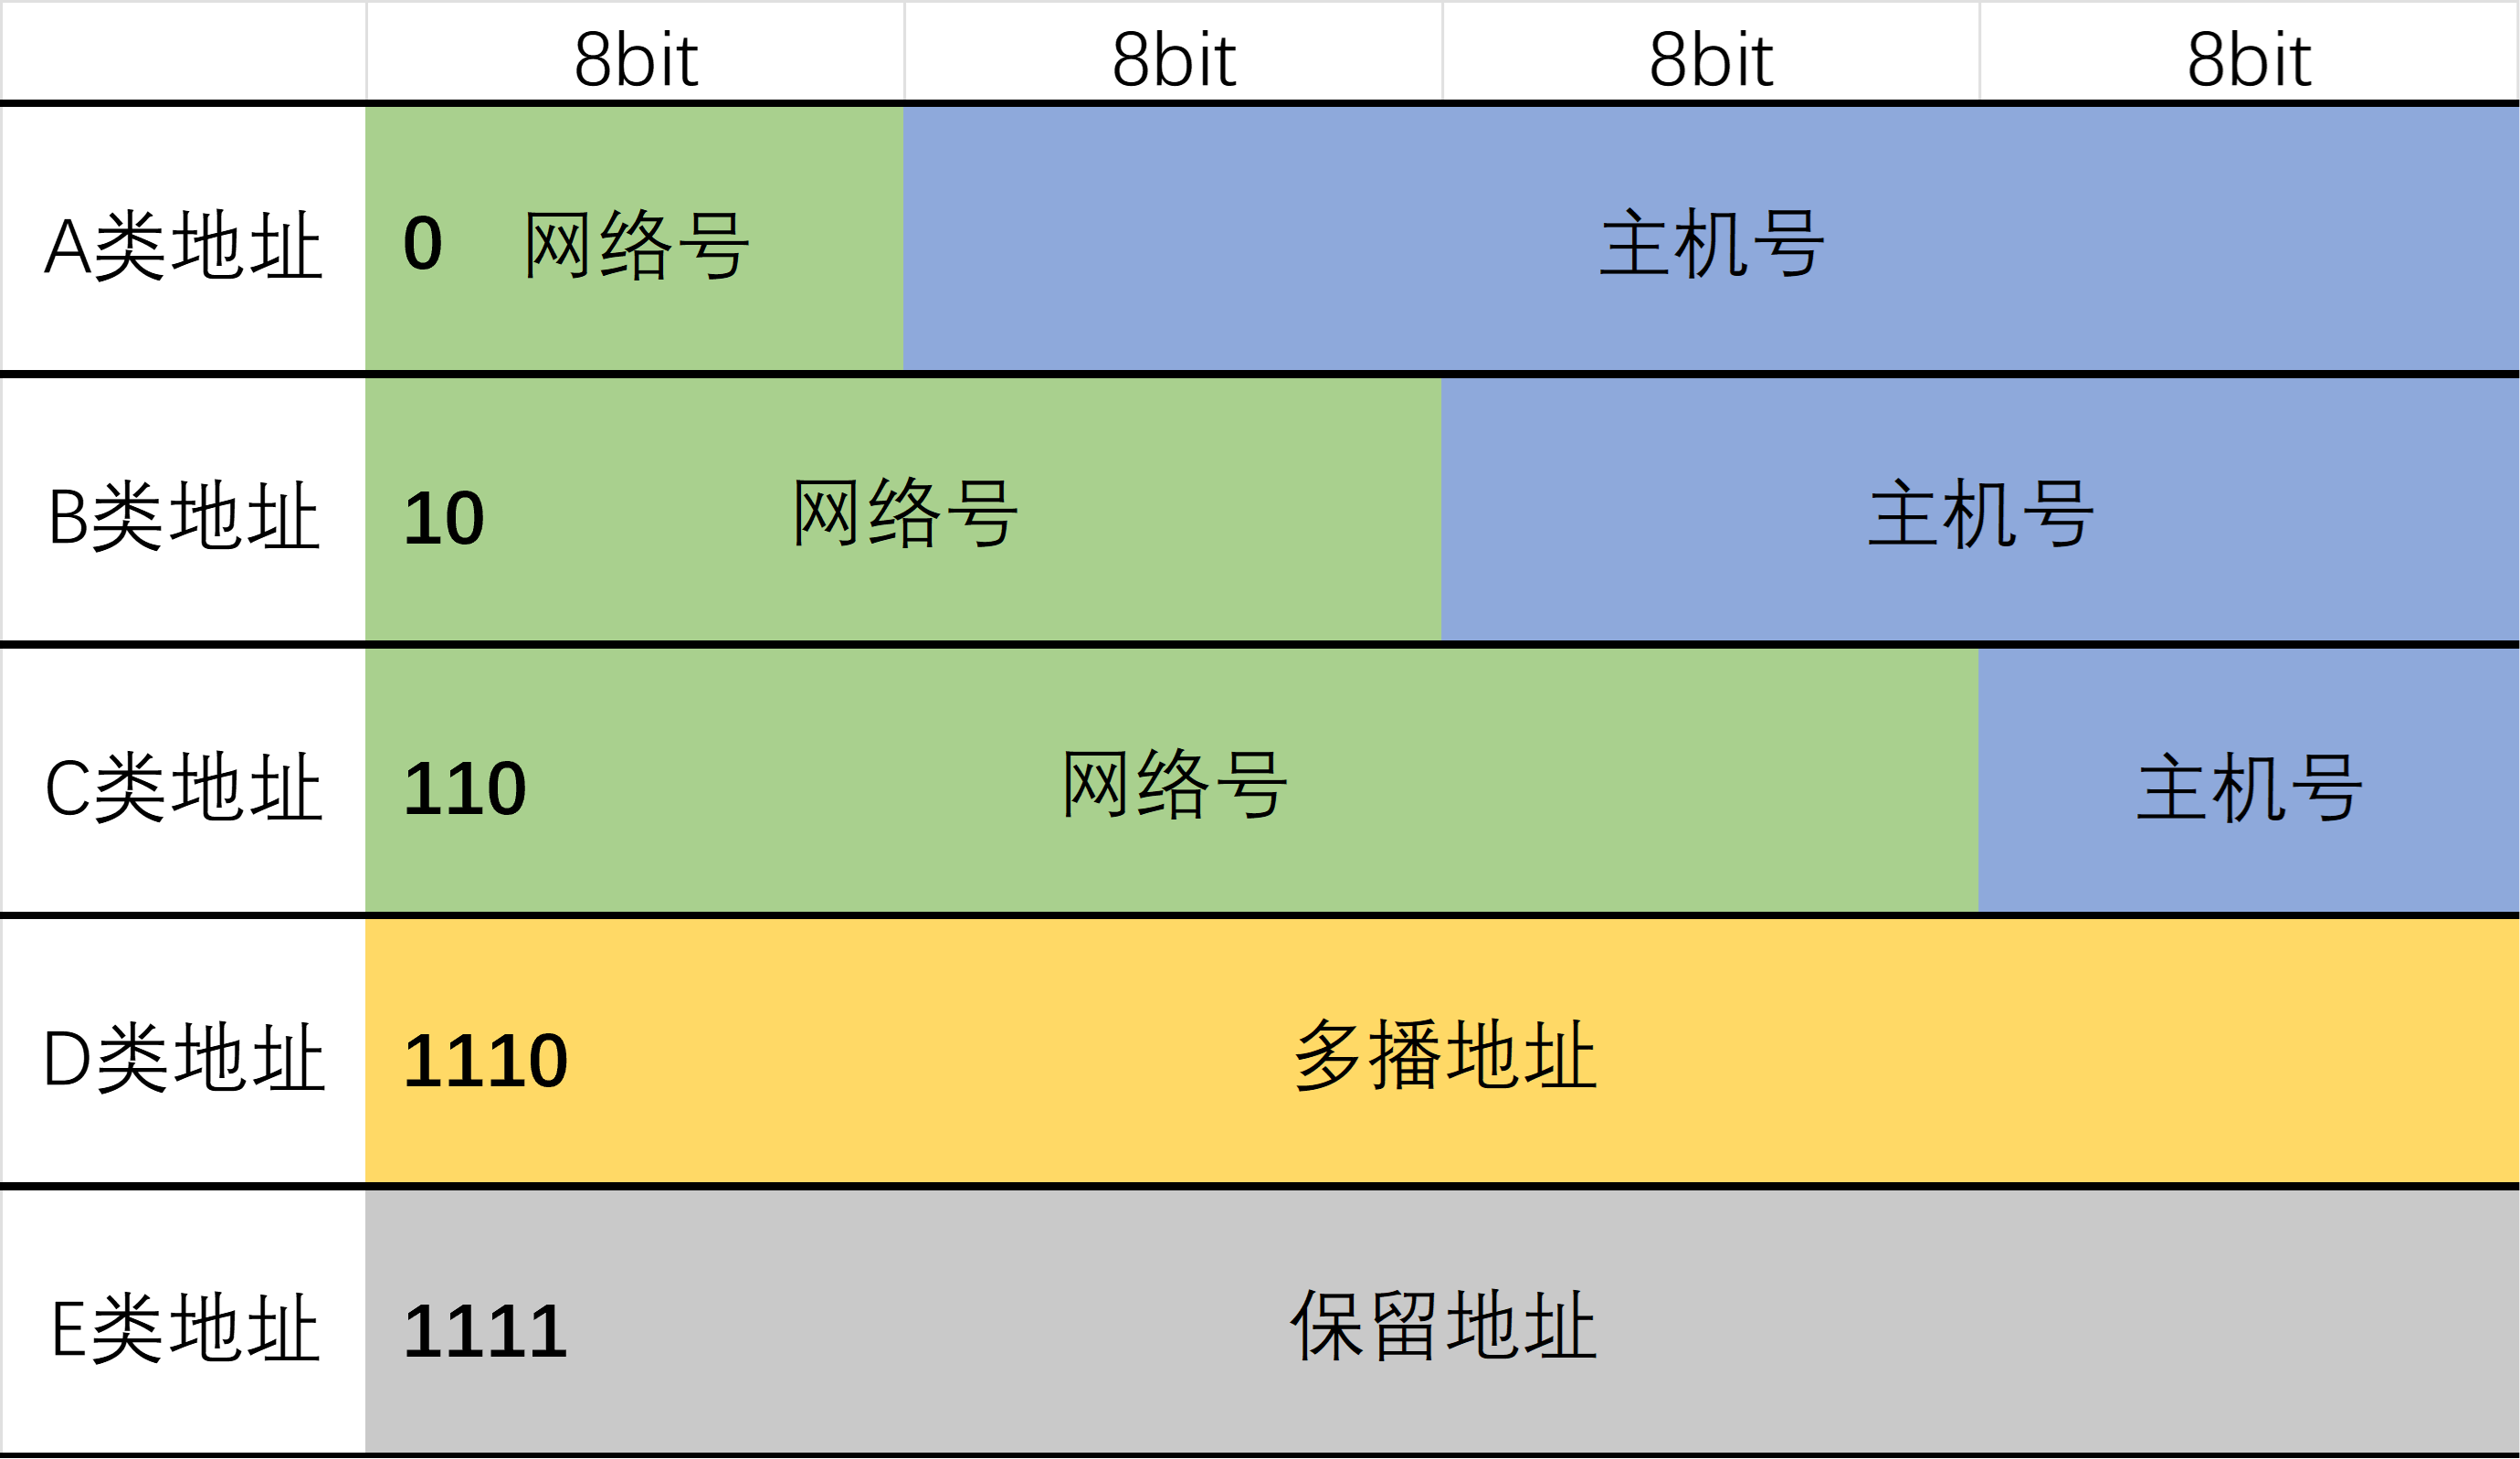 8bit 8bit 8bit 8bit
A类地址 0 网络号 主机号
B类地址 10 网络号 主机号
C类地址 110 网络号 主机号
D类地址 1110 多播地址
E类地址 1111 保留地址